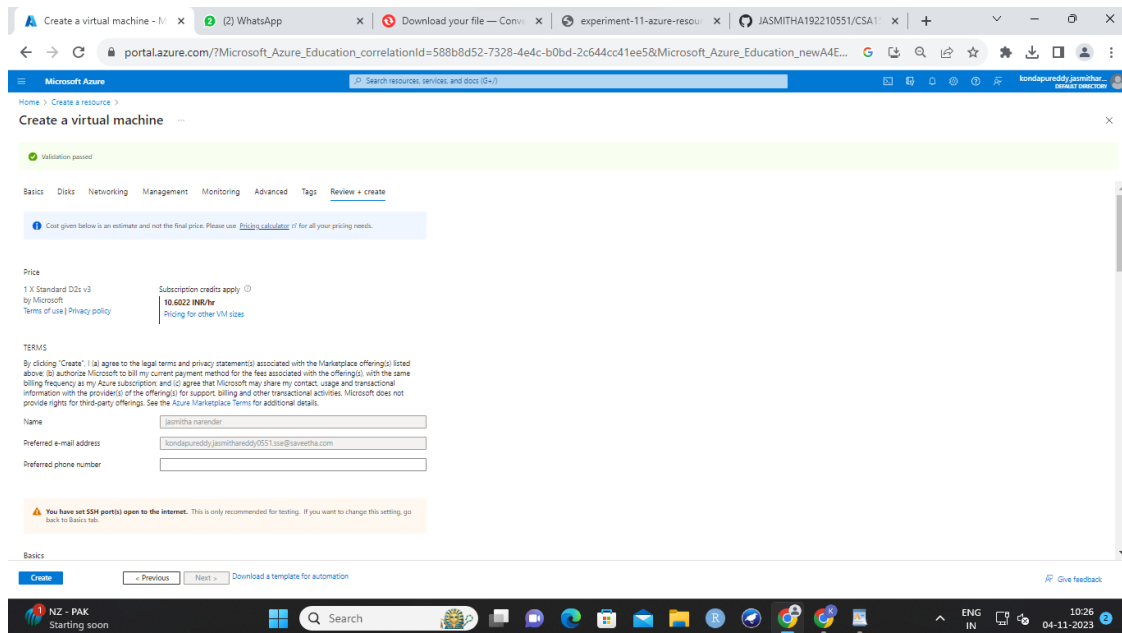 Create a virtual machine - M
(2) WhatsApp
Download your file — Conv
experiment-11-azure-resou
JASMITHA192210551/CSA1
portal.azure.com/?Microsoft_Azure_Education_correlationId=588b8d52-7328-4e4c-b0bd-2c644cc41ee5&Microsoft_Azure_Education_newA4E...
Microsoft Azure
Search resources, services, and docs (G+/)
kondapureddy.jasmithar...
DEFAULT DIRECTORY
Home > Create a resource >
Create a virtual machine ...
Validation passed
Basics Disks Networking Management Monitoring Advanced Tags Review + create
Cost given below is an estimate and not the final price. Please use Pricing calculator for all your pricing needs.
Price
1 X Standard D2s v3
by Microsoft
Terms of use | Privacy policy
Subscription credits apply
10.6022 INR/hr
Pricing for other VM sizes
TERMS
By clicking "Create", I (a) agree to the legal terms and privacy statement(s) associated with the Marketplace offering(s) listed
above; (b) authorize Microsoft to bill my current payment method for the fees associated with the offering(s), with the same
billing frequency as my Azure subscription; and (c) agree that Microsoft may share my contact, usage and transactional
information with the provider(s) of the offering(s) for support, billing and other transactional activities. Microsoft does not
provide rights for third-party offerings. See the Azure Marketplace Terms for additional details.
Name jasmitha narender
Preferred e-mail address kondapureddy.jasmithareddy0551.sse@saveetha.com
Preferred phone number
You have set SSH port(s) open to the internet. This is only recommended for testing. If you want to change this setting, go
back to Basics tab.
Basics
Create < Previous Next > Download a template for automation
Give feedback
1 NZ - PAK
Starting soon
Search
ENG
IN
10:26
04-11-2023
2